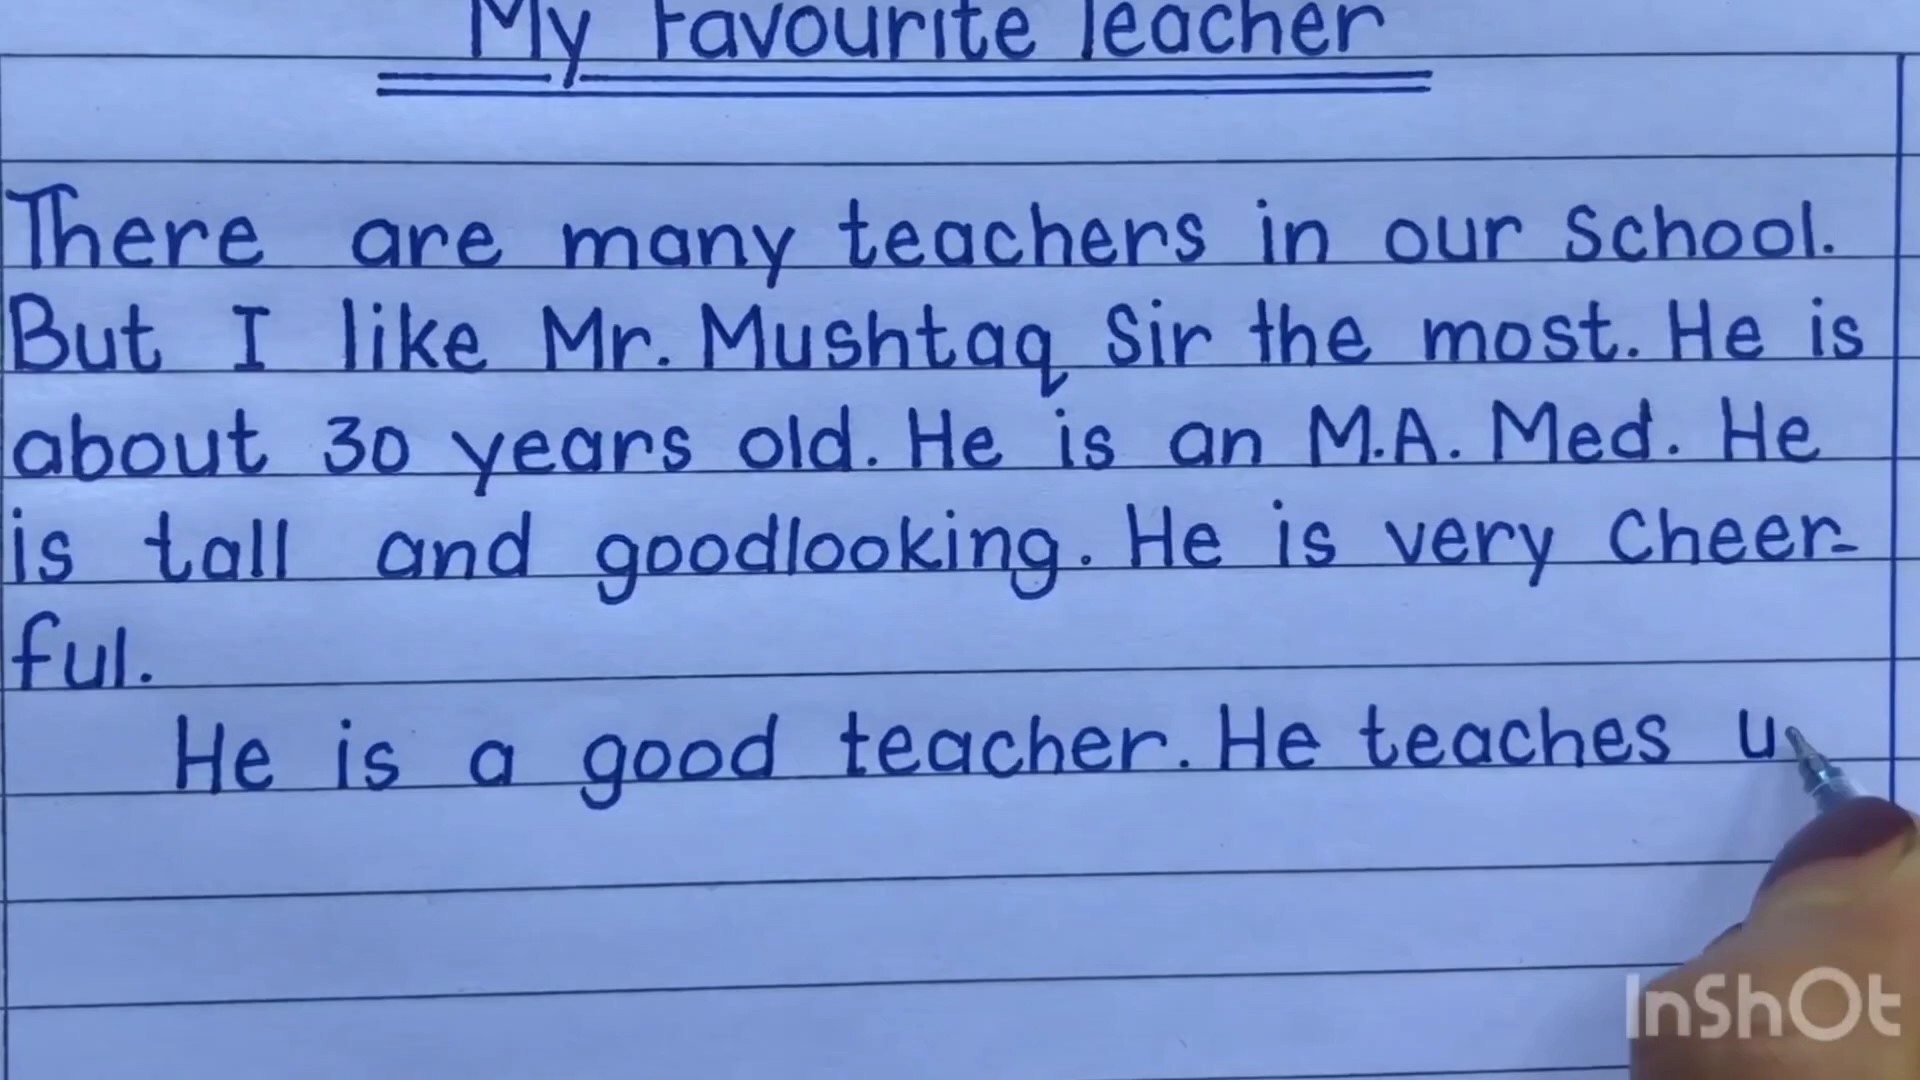 My Favourite Teacher
There are many teachers in our school.
But I like Mr. Mushtaq Sir the most. He is
about 30 years old. He is an M.A. Med. He
is tall and goodlooking. He is very cheer-
ful.
He is a good teacher. He teaches u
InShOt